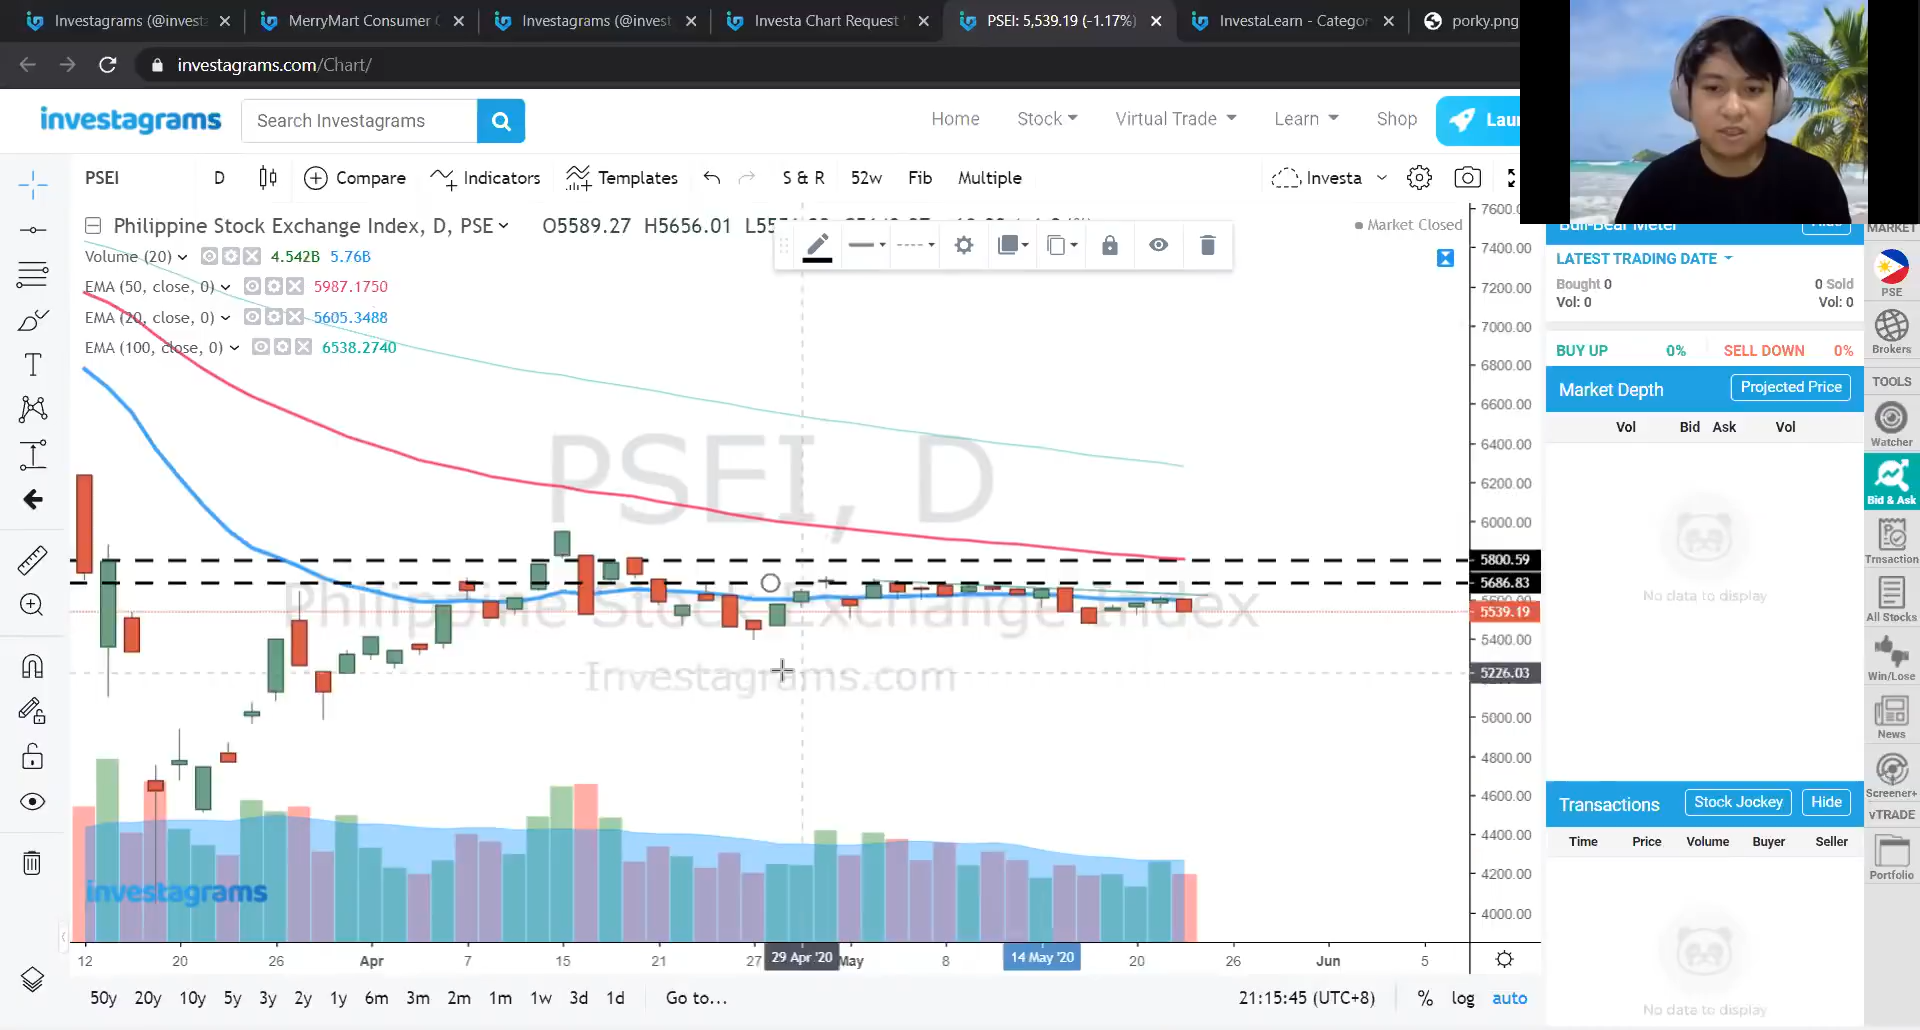 Investagrams (@investa
MerryMart Consumer
Investagrams (@invest
Investa Chart Request
PSEI: 5,539.19 (-1.17%)
InvestaLearn - Categor
porky.png
investagrams.com/Chart/
investagrams
Search Investagrams
Home
Stock
Virtual Trade
Learn
Shop
Lau
PSEI
D
Compare
Indicators
Templates
S & R
52w
Fib
Multiple
Investa
Philippine Stock Exchange Index, D, PSE
O5589.27 H5656.01
Market Closed
Volume (20)
4.542B 5.76B
EMA (50, close, 0)
5987.1750
EMA (20, close, 0)
5605.3488
EMA (100, close, 0)
6538.2740
PSEI, D
Philippine Stock Exchange Index
Investagrams.com
investagrams
7600.00
7400.00
7200.00
7000.00
6800.00
6600.00
6400.00
6200.00
6000.00
5800.59
5686.83
5539.19
5400.00
5226.03
5000.00
4800.00
4600.00
4400.00
4200.00
4000.00
12
20
26
Apr
7
15
21
27
29 Apr '20
May
8
14 May '20
20
26
Jun
5
50y 20y 10y 5y 3y 2y 1y 6m 3m 2m 1m 1w 3d 1d
Go to...
21:15:45 (UTC+8)
%
log
auto
Bull-Bear Meter
Hide
LATEST TRADING DATE
Bought 0
0 Sold
Vol: 0
Vol: 0
BUY UP 0%
SELL DOWN 0%
Market Depth
Projected Price
Vol Bid Ask Vol
No data to display
Transactions
Stock Jockey
Hide
Time Price Volume Buyer Seller
No data to display
MARKET
PSE
Brokers
TOOLS
Watcher
Bid & Ask
Trnsaction
All Stocks
Win/Lose
News
Screener+
vTRADE
Portfolio